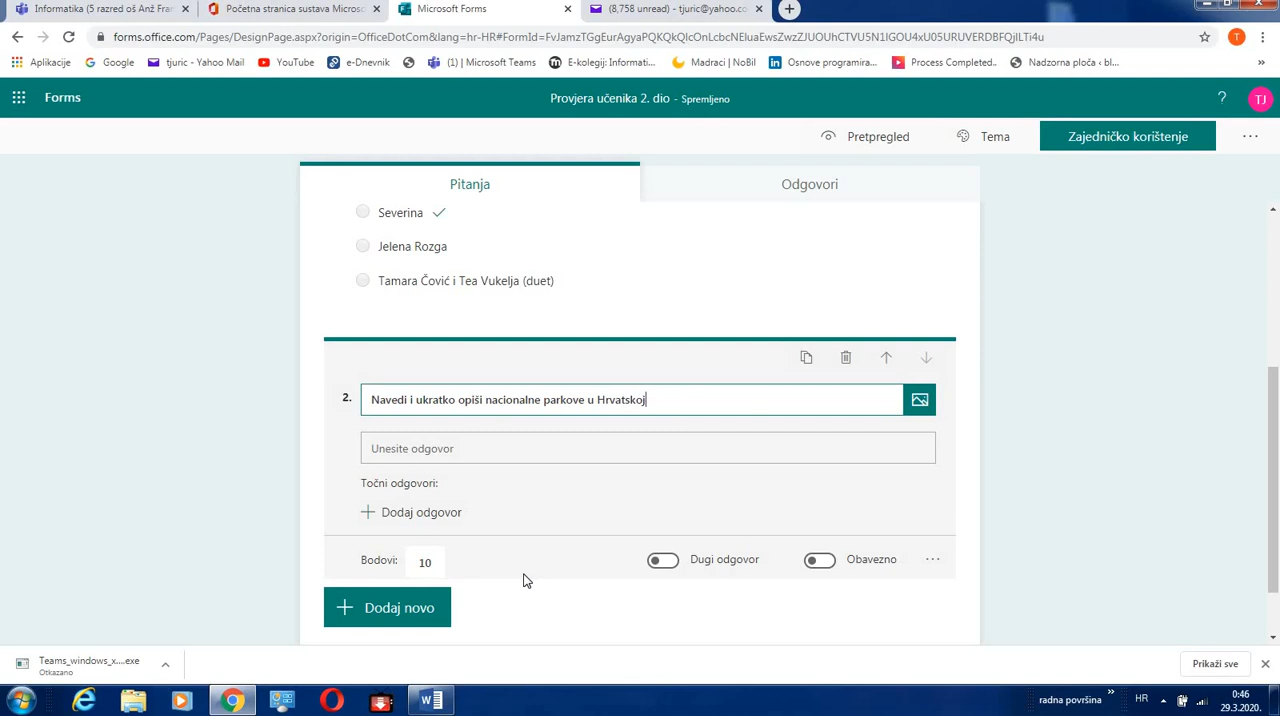 Informatika (5 razred oš Anž Fran
Početna stranica sustava Microso
Microsoft Forms
(8,758 unread) - tjuric@yahoo.co
forms.office.com/Pages/DesignPage.aspx?origin=OfficeDotCom&lang=hr-HR#FormId=
Aplikacije
Google
tjuric - Yahoo Mail
YouTube
e-Dnevnik
(1) | Microsoft Teams
E-kolegij: Informati...
Madraci | NoBil
Osnove programira...
Process Completed..
Nadzorna ploča ‹ bl...
»
Forms
Provjera učenika 2. dio - Spremljeno
?
TJ
Pretpregled
Tema
Zajedničko korištenje
...
Pitanja
Odgovori
Severina
Jelena Rozga
Tamara Čović i Tea Vukelja (duet)
2.
Navedi i ukratko opiši nacionalne parkove u Hrvatskoj
Unesite odgovor
Točni odgovori:
Dodaj odgovor
Bodovi:
10
Dugi odgovor
Obavezno
...
Dodaj novo
Teams_windows_x....exe
Otkazano
Prikaži sve
radna površina
»
HR
0:46
29.3.2020.